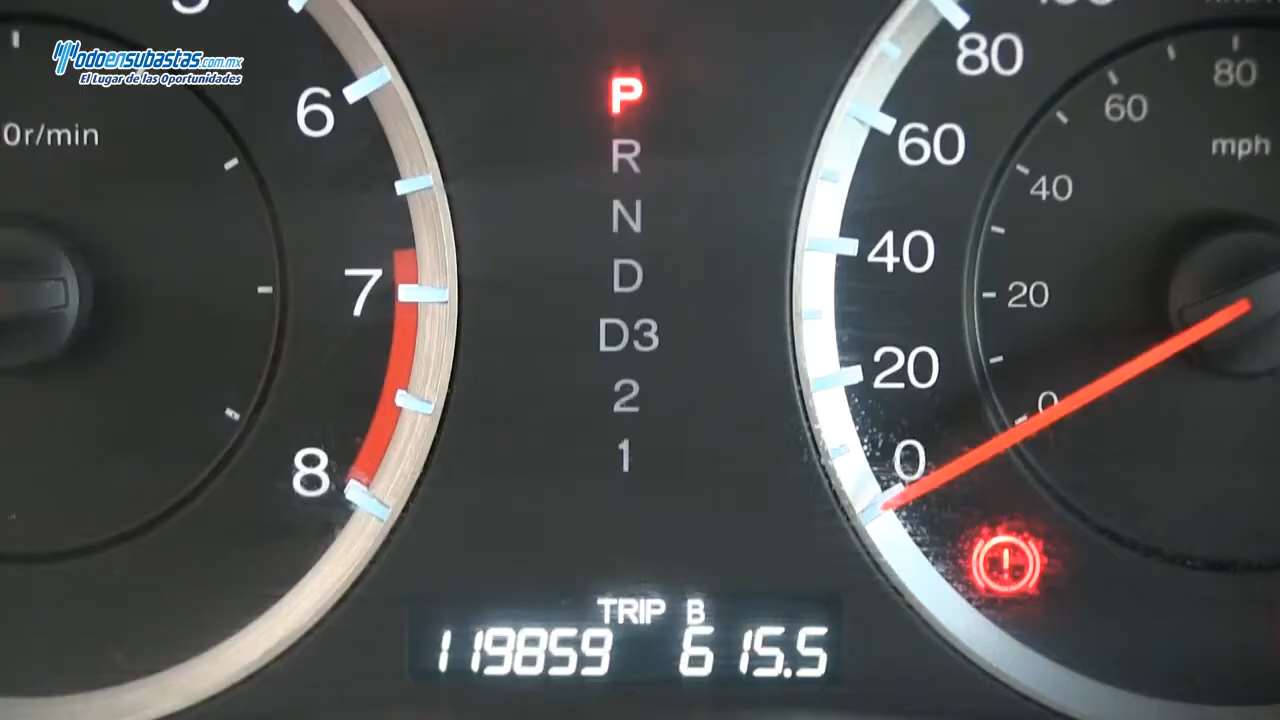 Todoensubastas.com.mx
El Lugar de las Oportunidades
6
7
8
0r/min
P
R
N
D
D3
2
1
80
60
40
20
0
80
60
40
20
0
mph
TRIP B
119859 615.5